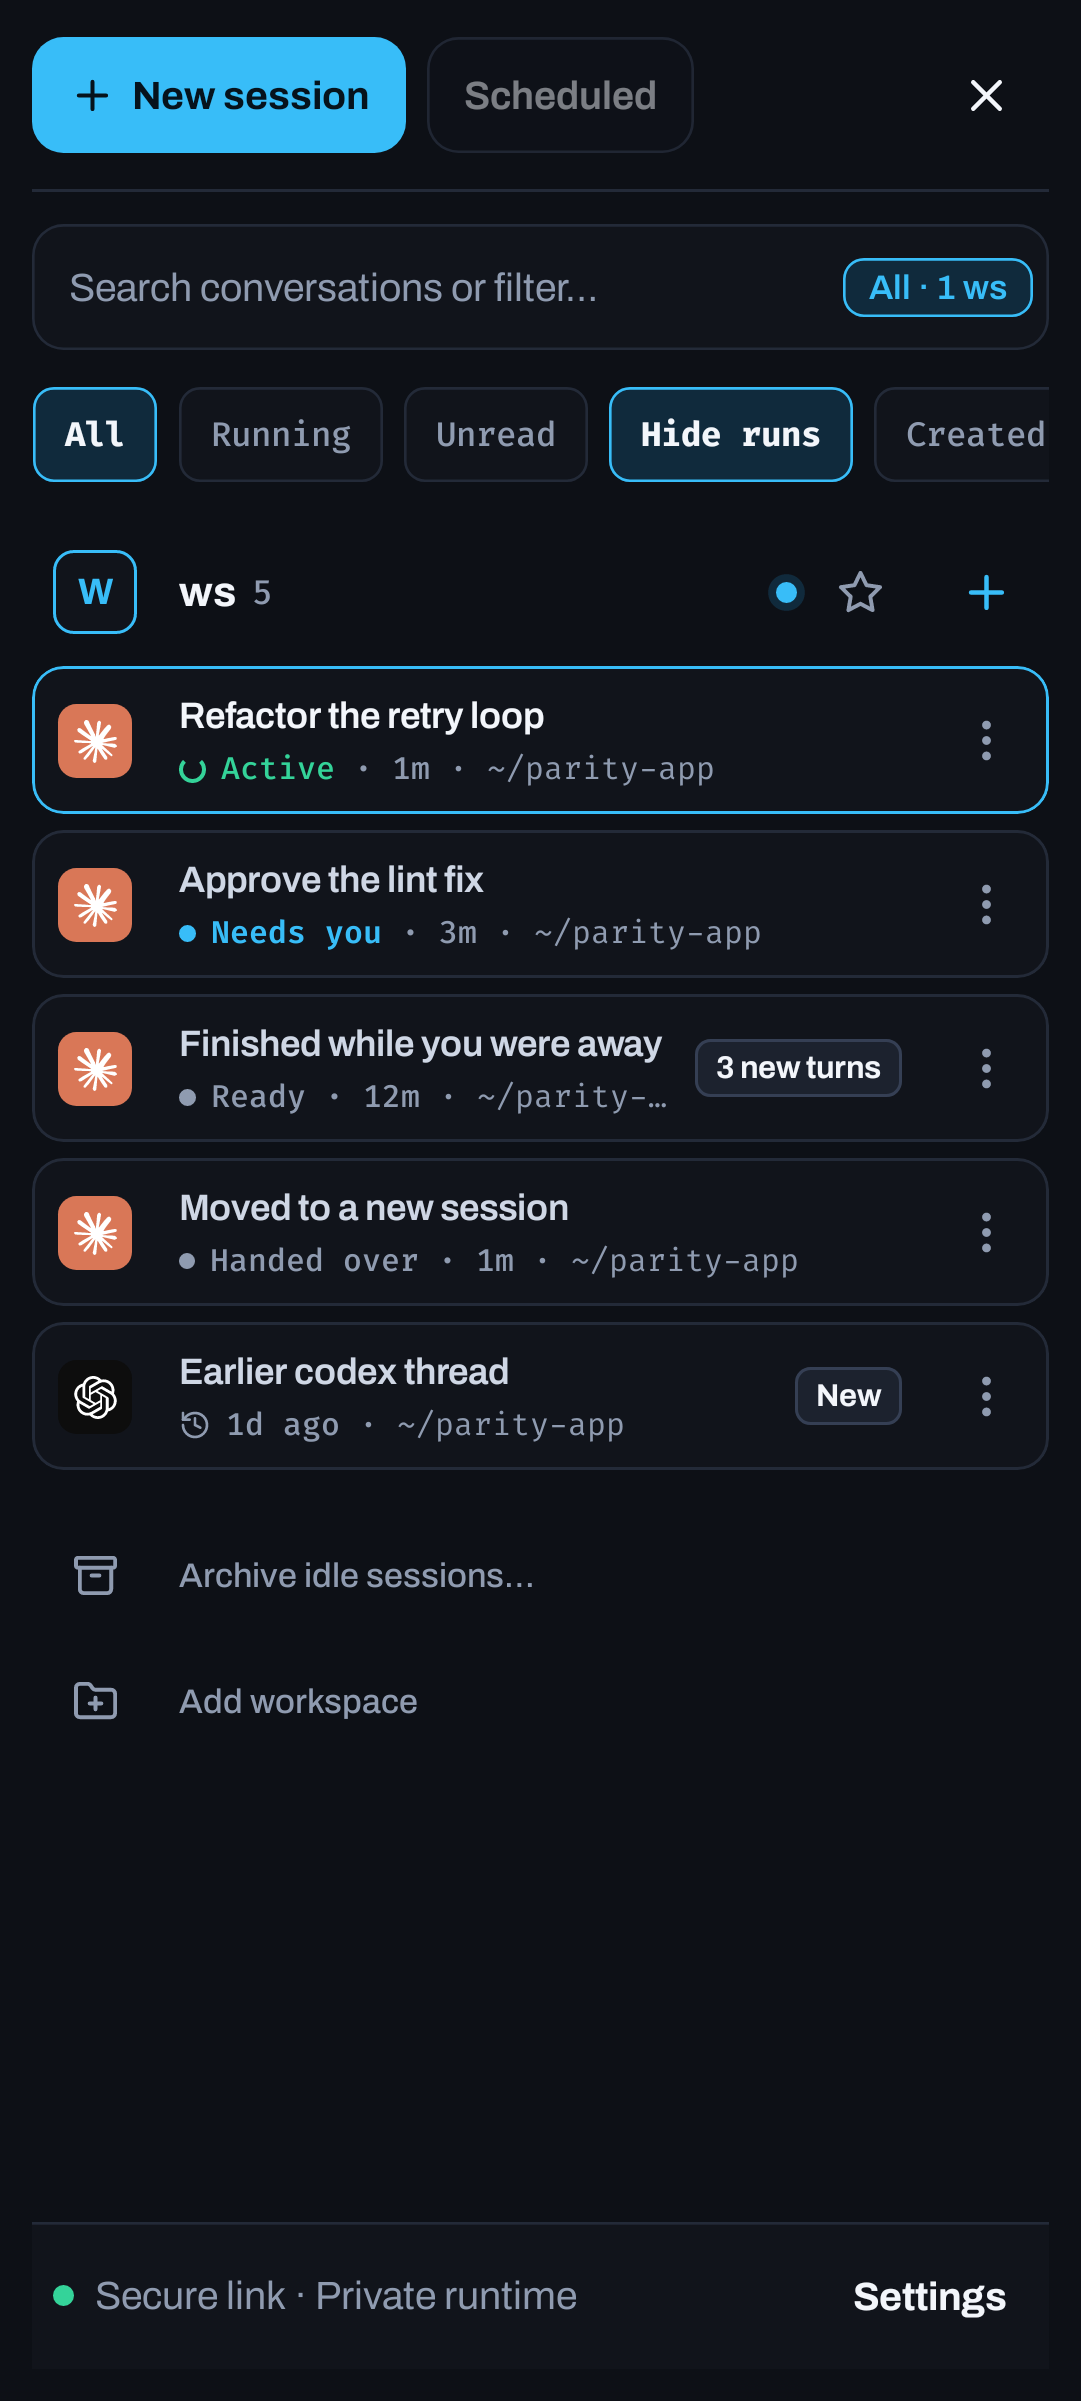 New session
Scheduled
Search conversations or filter...
All · 1 ws
All
Running
Unread
Hide runs
Created
W
ws 5
Refactor the retry loop
Active · 1m · ~/parity-app
Approve the lint fix
Needs you · 3m · ~/parity-app
Finished while you were away
3 new turns
Ready · 12m · ~/parity-…
Moved to a new session
Handed over · 1m · ~/parity-app
Earlier codex thread
New
1d ago · ~/parity-app
Archive idle sessions...
Add workspace
Secure link · Private runtime
Settings